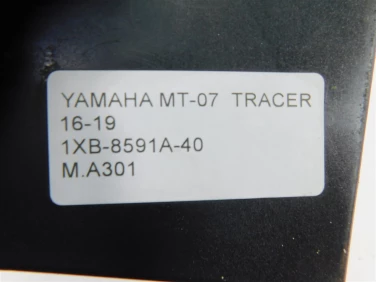 YAMAHA MT-07 TRACER
16-19
1XB-8591A-40
M.A301